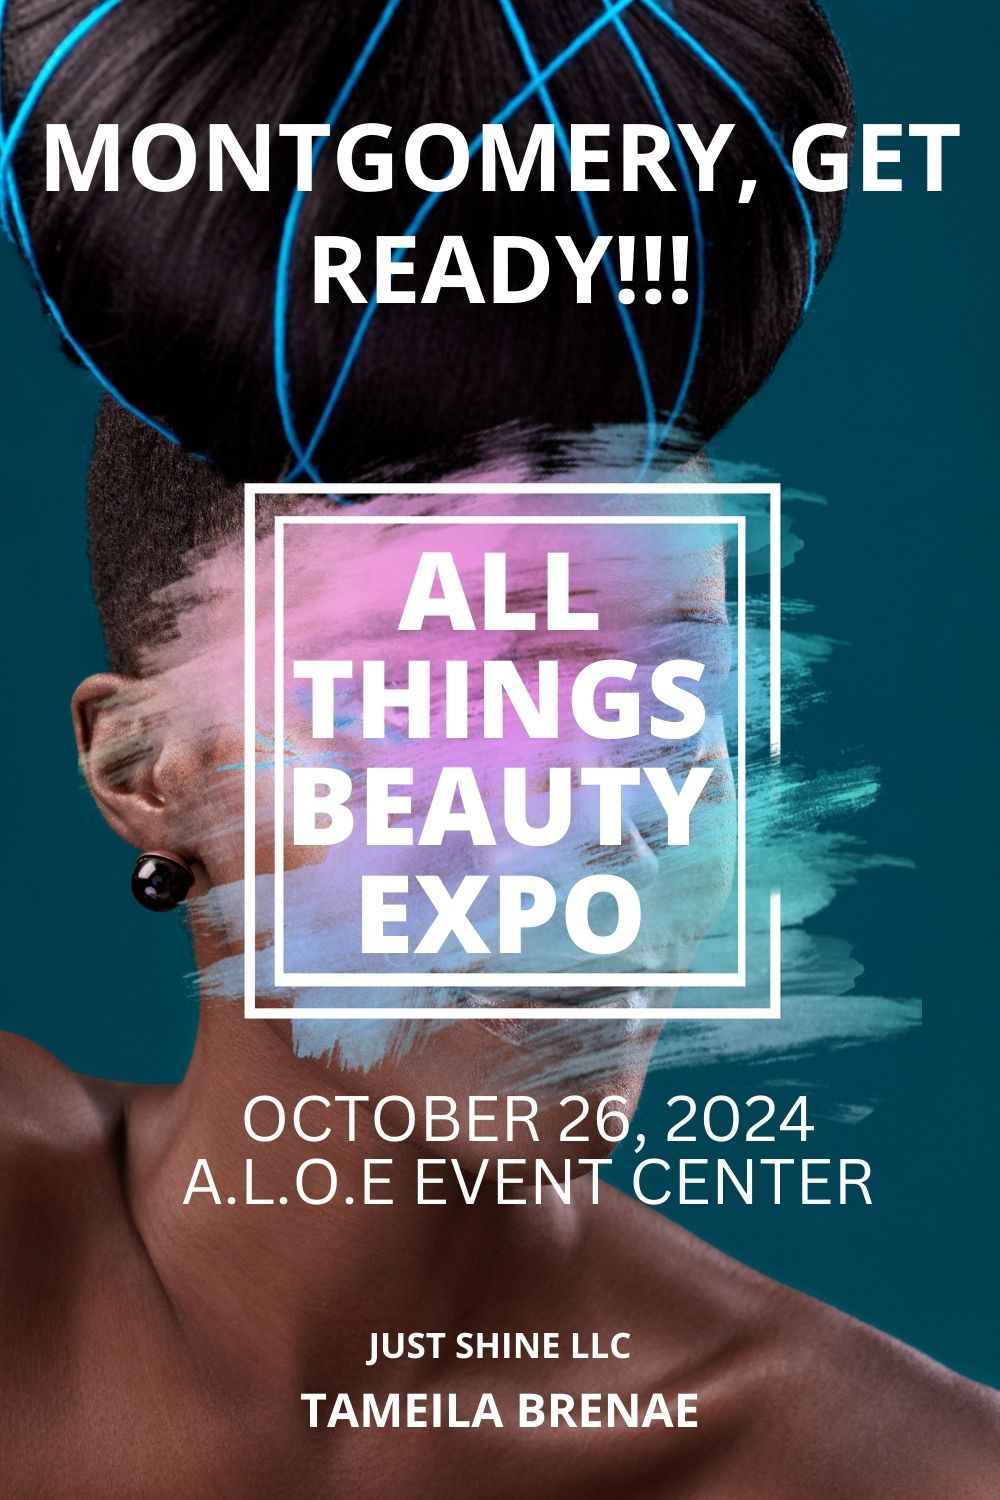 MONTGOMERY, GET
READY!!!
ALL
THINGS
BEAUTY
EXPO
OCTOBER 26, 2024
A.L.O.E EVENT CENTER
JUST SHINE LLC
TAMEILA BRENAE